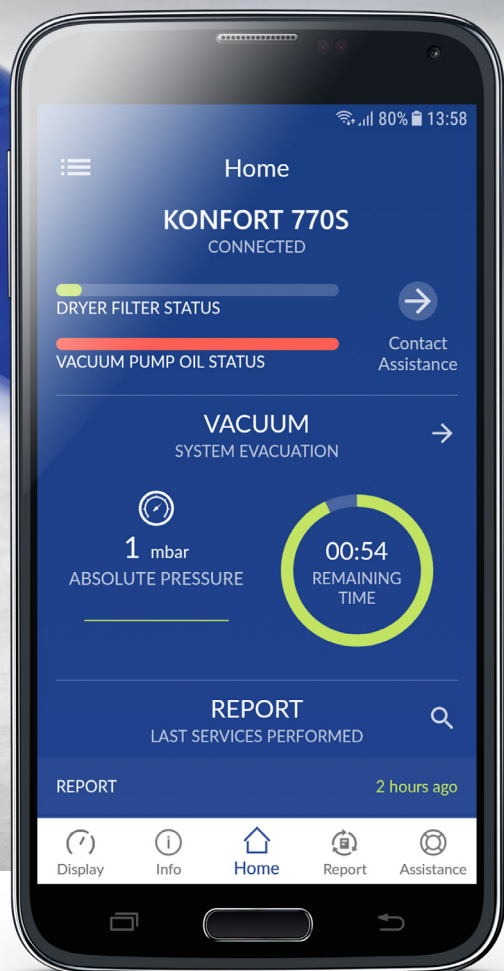 80% 13:58
Home
KONFORT 770S
CONNECTED
DRYER FILTER STATUS
VACUUM PUMP OIL STATUS
Contact
Assistance
VACUUM
SYSTEM EVACUATION
1 mbar
ABSOLUTE PRESSURE
00:54
REMAINING
TIME
REPORT
LAST SERVICES PERFORMED
REPORT 2 hours ago
Display Info Home Report Assistance